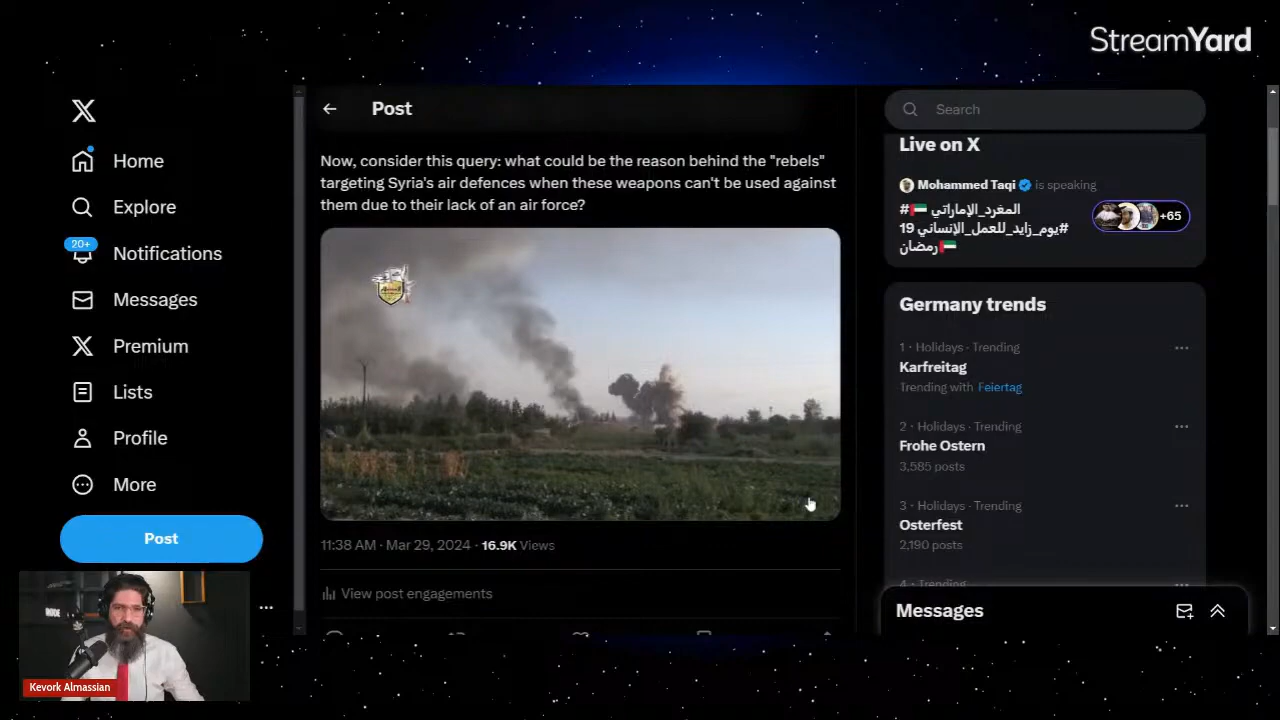 StreamYard
Post
Search
Home
Explore
20+
Notifications
Messages
Premium
Lists
Profile
More
Post
Now, consider this query: what could be the reason behind the "rebels"
targeting Syria's air defences when these weapons can't be used against
them due to their lack of an air force?
11:38 AM · Mar 29, 2024 · 16.9K Views
View post engagements
Live on X
Mohammed Taqi is speaking
#المغرد_الإماراتي
#يوم_زايد_للعمل_الإنساني 19
رمضان
+65
Germany trends
1 · Holidays · Trending
Karfreitag
Trending with Feiertag
2 · Holidays · Trending
Frohe Ostern
3,585 posts
3 · Holidays · Trending
Osterfest
2,190 posts
4 · Trending
Messages
Kevork Almassian